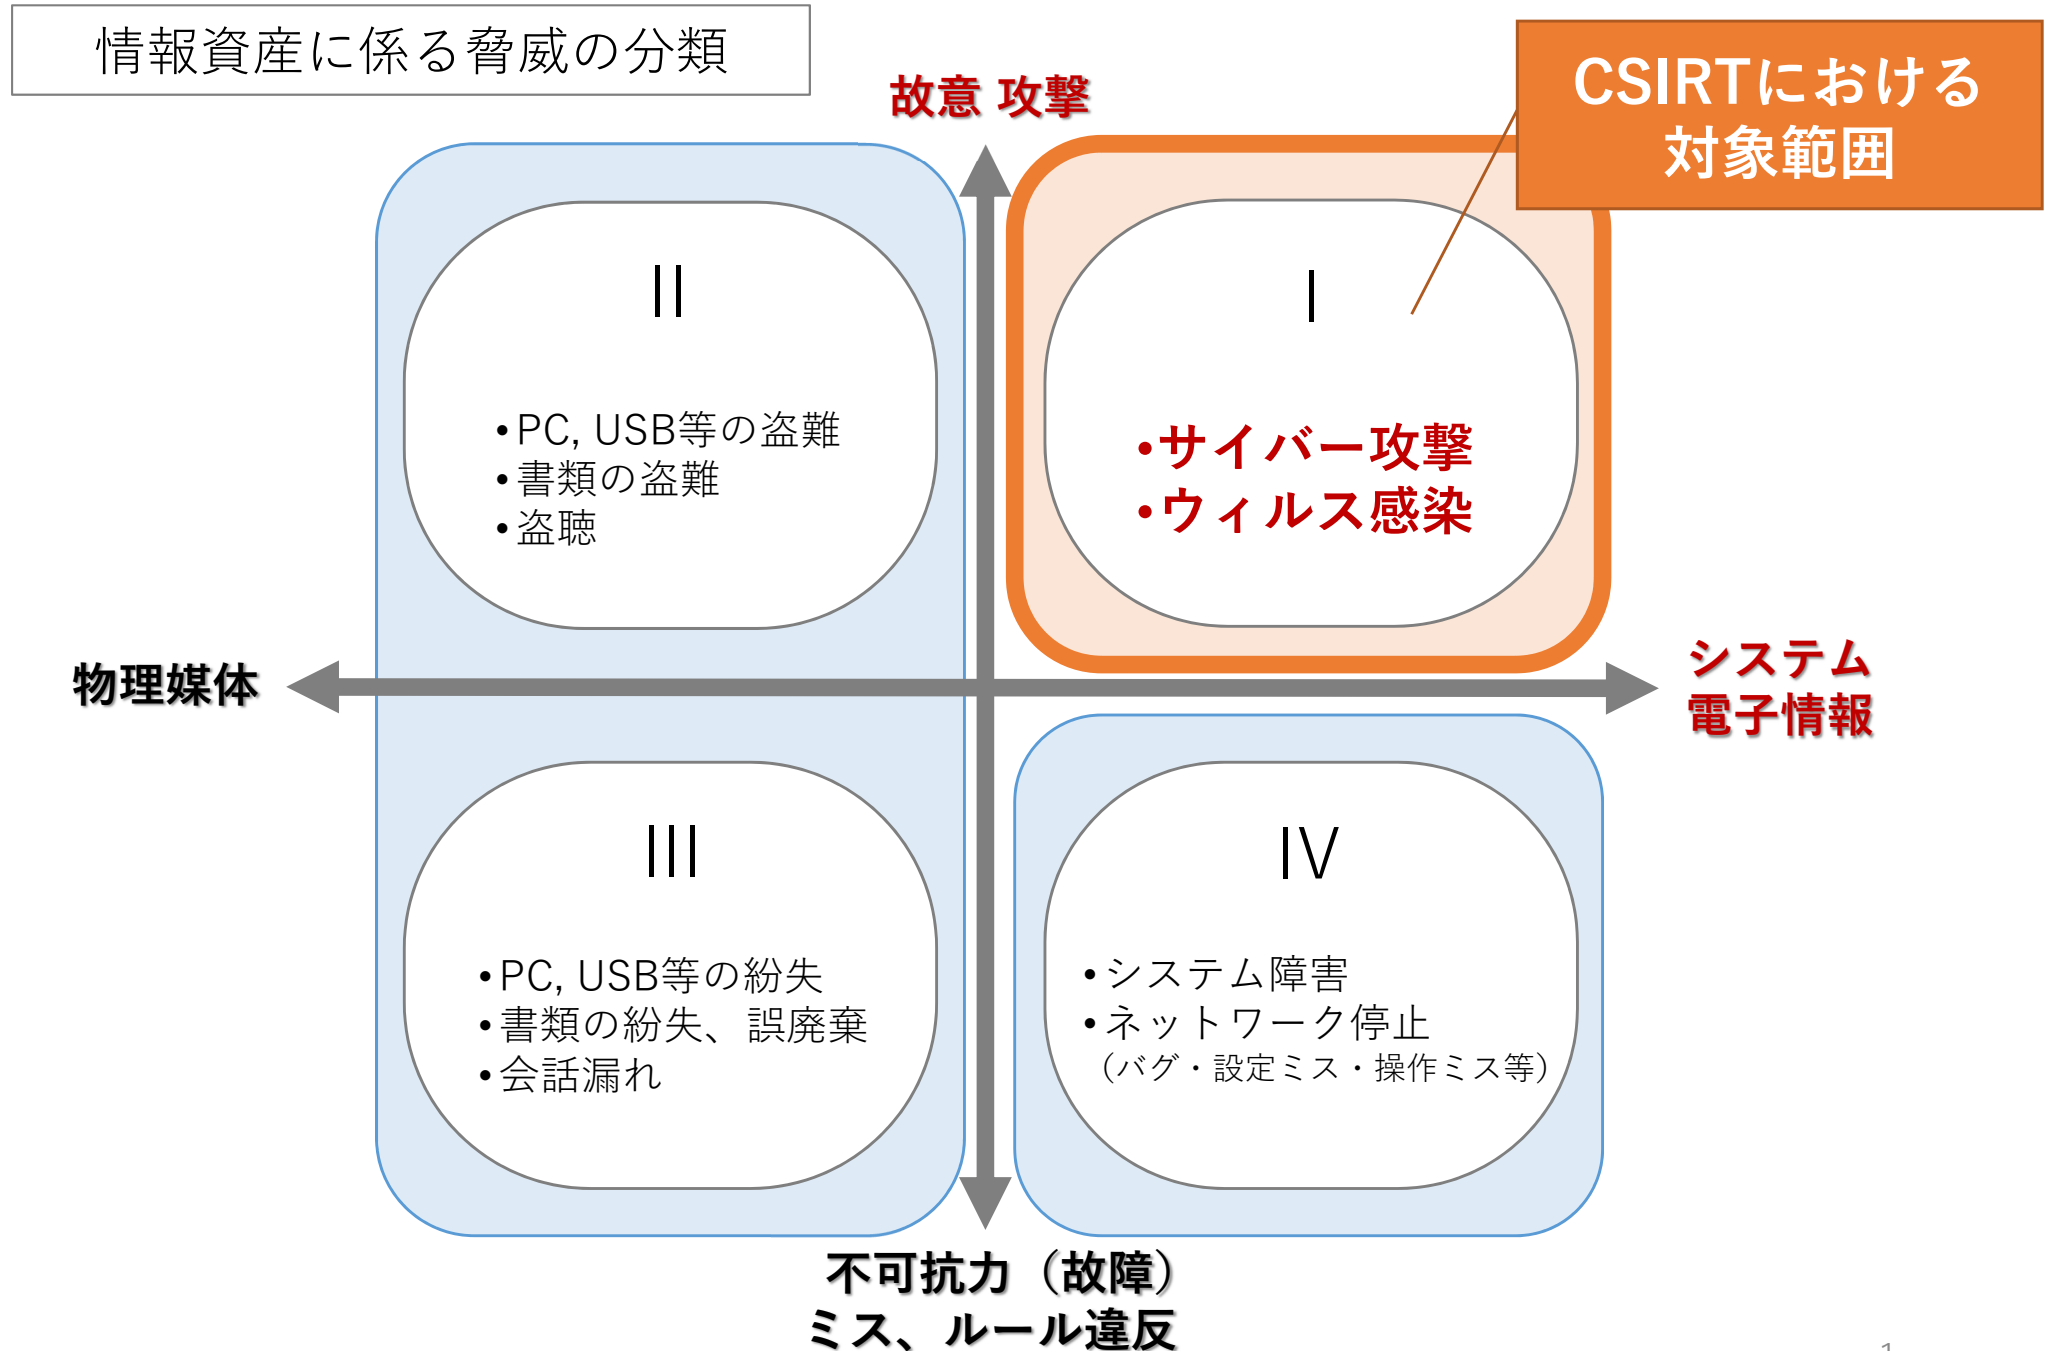 情報資産に係る脅威の分類
CSIRTにおける
対象範囲
故意 攻撃
II
•PC, USB等の盗難
•書類の盗難
•盗聴
I
•サイバー攻撃
•ウィルス感染
物理媒体
システム
電子情報
III
•PC, USB等の紛失
•書類の紛失、誤廃棄
•会話漏れ
IV
•システム障害
•ネットワーク停止
（バグ・設定ミス・操作ミス等）
不可抗力（故障）
ミス、ルール違反
1